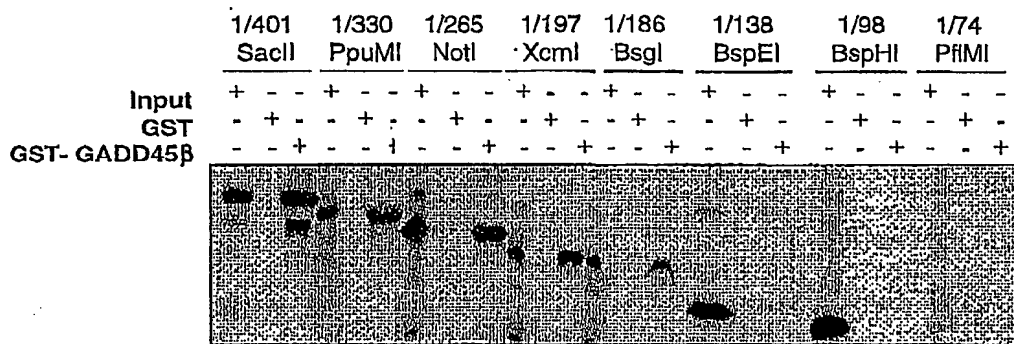 1/401 1/330 1/265 1/197 1/186 1/138 1/98 1/74
SacII PpuMI NotI XcmI BsgI BspEI BspHI PflMI
Input + - - + - - + - - + - - + - - + - - + - - + - -
GST - + - - + - - + - - + - - + - - + - - + - - + -
GST- GADD45β - - + - - + - - + - - + - - + - - + - - + - - +